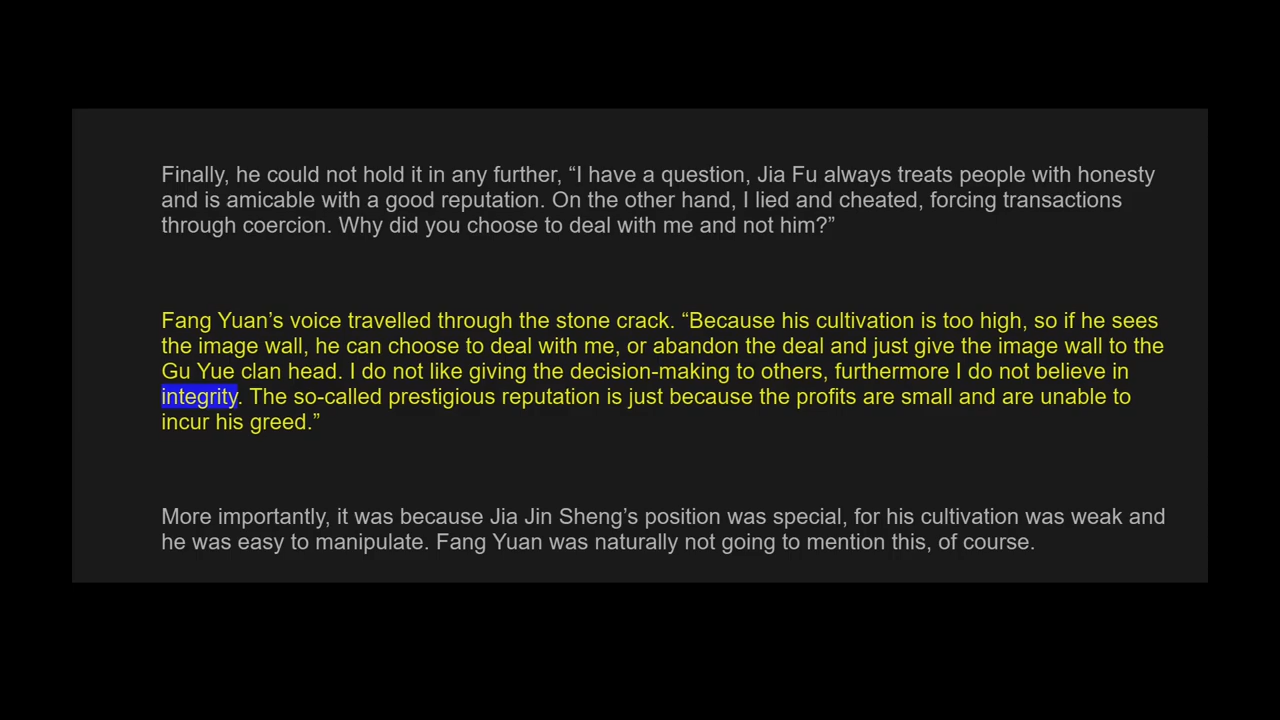 Finally, he could not hold it in any further, “I have a question, Jia Fu always treats people with honesty
and is amicable with a good reputation. On the other hand, I lied and cheated, forcing transactions
through coercion. Why did you choose to deal with me and not him?”
Fang Yuan’s voice travelled through the stone crack. “Because his cultivation is too high, so if he sees
the image wall, he can choose to deal with me, or abandon the deal and just give the image wall to the
Gu Yue clan head. I do not like giving the decision-making to others, furthermore I do not believe in
integrity. The so-called prestigious reputation is just because the profits are small and are unable to
incur his greed.”
More importantly, it was because Jia Jin Sheng’s position was special, for his cultivation was weak and
he was easy to manipulate. Fang Yuan was naturally not going to mention this, of course.